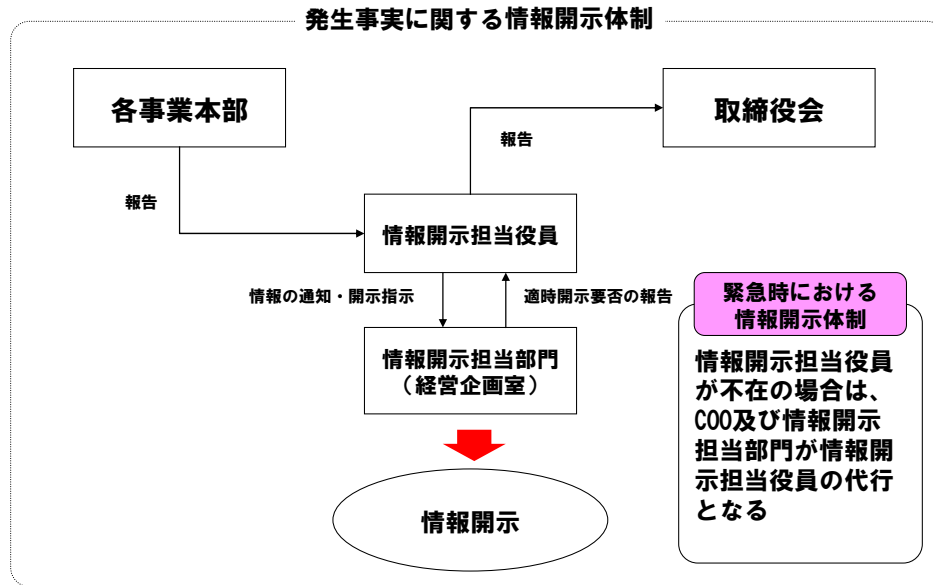 発生事実に関する情報開示体制
各事業本部
取締役会
報告
報告
情報開示担当役員
情報の通知・開示指示
適時開示要否の報告
情報開示担当部門
（経営企画室）
情報開示
緊急時における
情報開示体制
情報開示担当役員
が不在の場合は、
COO及び情報開示
担当部門が情報開
示担当役員の代行
となる